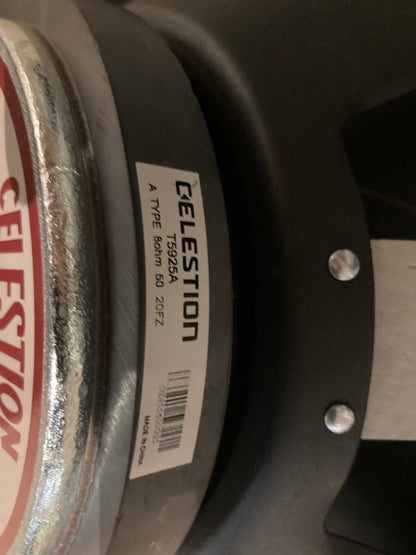 CELESTION
T5925A
A TYPE 8ohm 50 20FZ
MADE IN CHINA
CELESTION